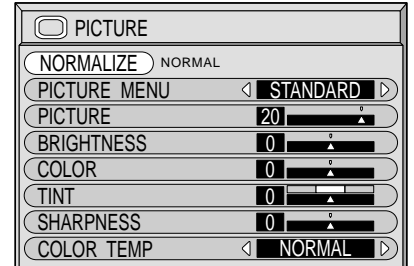 PICTURE
NORMALIZE NORMAL
PICTURE MENU STANDARD
PICTURE 20
BRIGHTNESS 0
COLOR 0
TINT 0
SHARPNESS 0
COLOR TEMP NORMAL